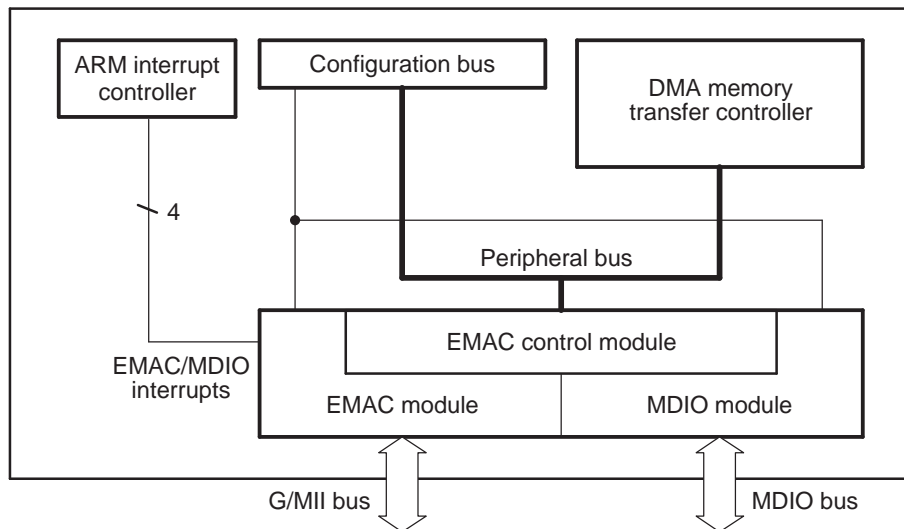 ARM interrupt
controller
Configuration bus
DMA memory
transfer controller
4
Peripheral bus
EMAC control module
EMAC/MDIO
interrupts
EMAC module
MDIO module
G/MII bus
MDIO bus